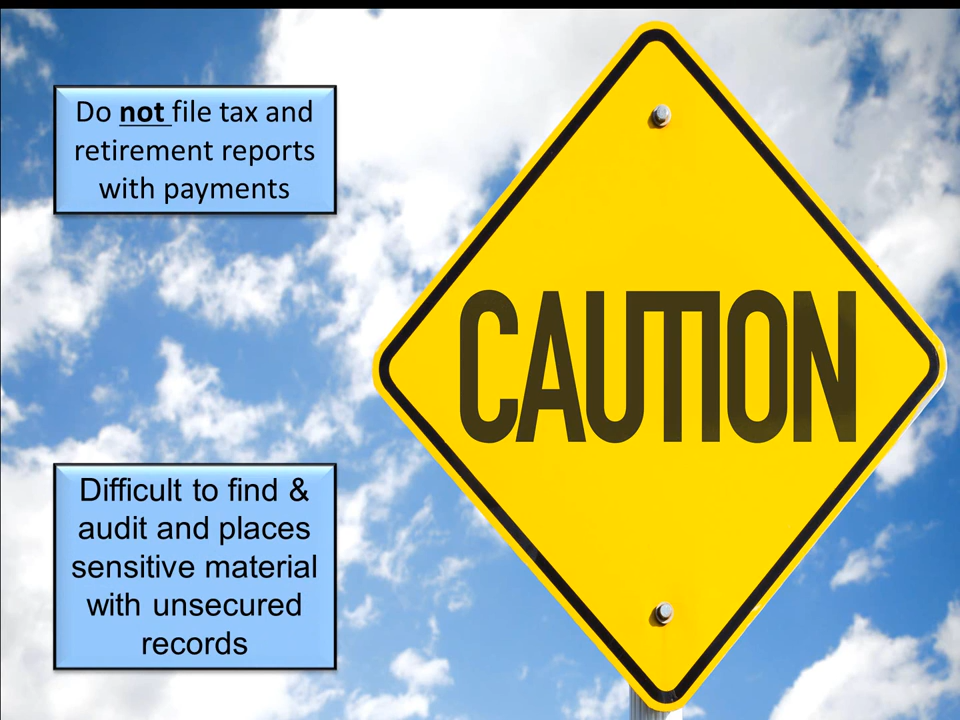 Do not file tax and
retirement reports
with payments
CAUTION
Difficult to find &
audit and places
sensitive material
with unsecured
records